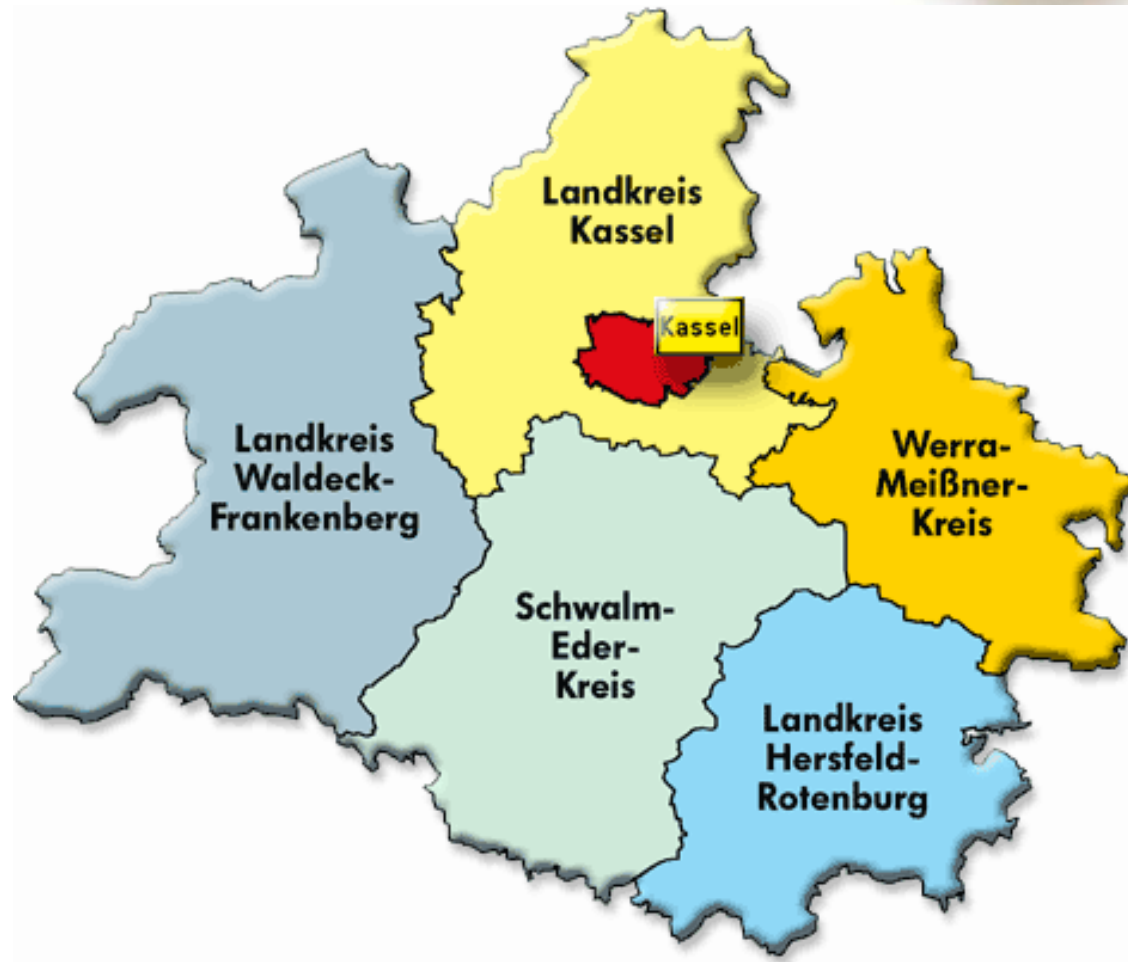 Landkreis
Kassel
Kassel
Landkreis
Waldeck-
Frankenberg
Werra-
Meißner-
Kreis
Schwalm-
Eder-
Kreis
Landkreis
Hersfeld-
Rotenburg